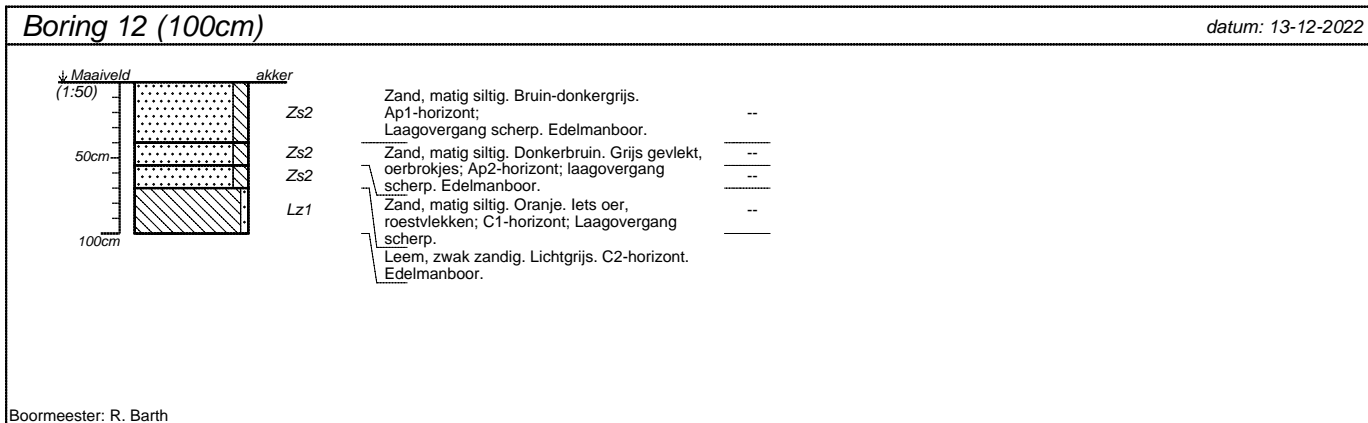 Boring 12 (100cm)
datum: 13-12-2022
Maaiveld
akker
(1:50)
50cm
100cm
Zs2
Zand, matig siltig. Bruin-donkergrijs.
Ap1-horizont;
Laagovergang scherp. Edelmanboor.
--
Zs2
Zand, matig siltig. Donkerbruin. Grijs gevlekt,
oerbrokjes; Ap2-horizont; laagovergang
scherp. Edelmanboor.
--
Zs2
Zand, matig siltig. Oranje. Iets oer,
roestvlekken; C1-horizont; Laagovergang
scherp.
--
Lz1
Leem, zwak zandig. Lichtgrijs. C2-horizont.
Edelmanboor.
--
Boormeester: R. Barth